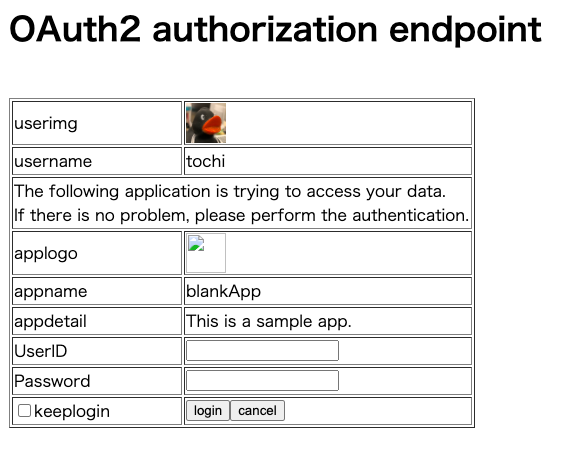 OAuth2 authorization endpoint
userimg
username tochi
The following application is trying to access your data.
If there is no problem, please perform the authentication.
applogo
appname blankApp
appdetail This is a sample app.
UserID
Password
keeplogin login cancel